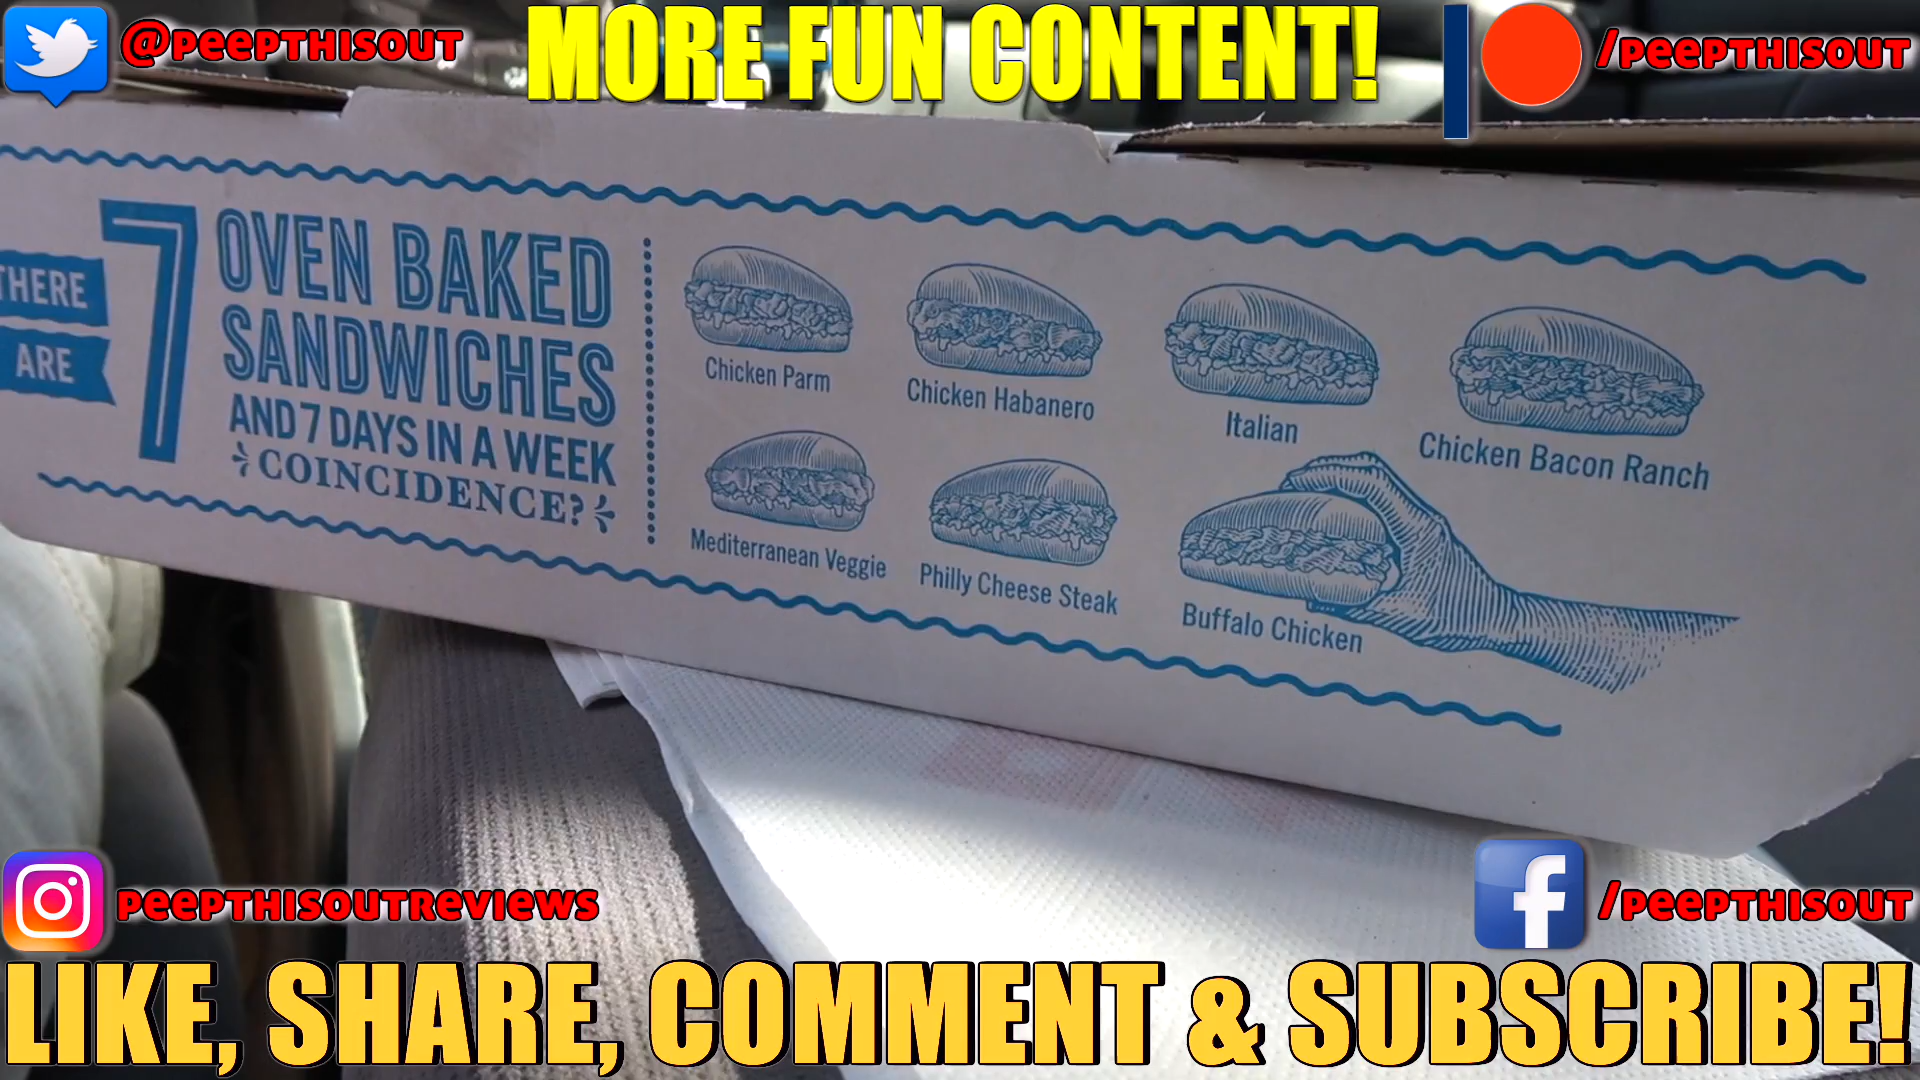 @PEEPTHISOUT
MORE FUN CONTENT!
/PEEPTHISOUT
THERE
ARE
7
OVEN BAKED
SANDWICHES
AND 7 DAYS IN A WEEK
COINCIDENCE?
Chicken Parm
Chicken Habanero
Italian
Chicken Bacon Ranch
Mediterranean Veggie
Philly Cheese Steak
Buffalo Chicken
PEEPTHISOUTREVIEWS
/PEEPTHISOUT
LIKE, SHARE, COMMENT & SUBSCRIBE!